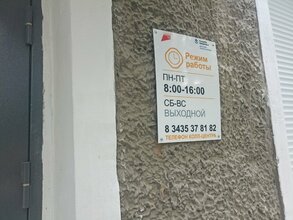 Режим
работы
ПН-ПТ
8:00-16:00
СБ-ВС
ВЫХОДНОЙ
8 3435 37 81 82
ТЕЛЕФОН КОЛЛ-ЦЕНТРА